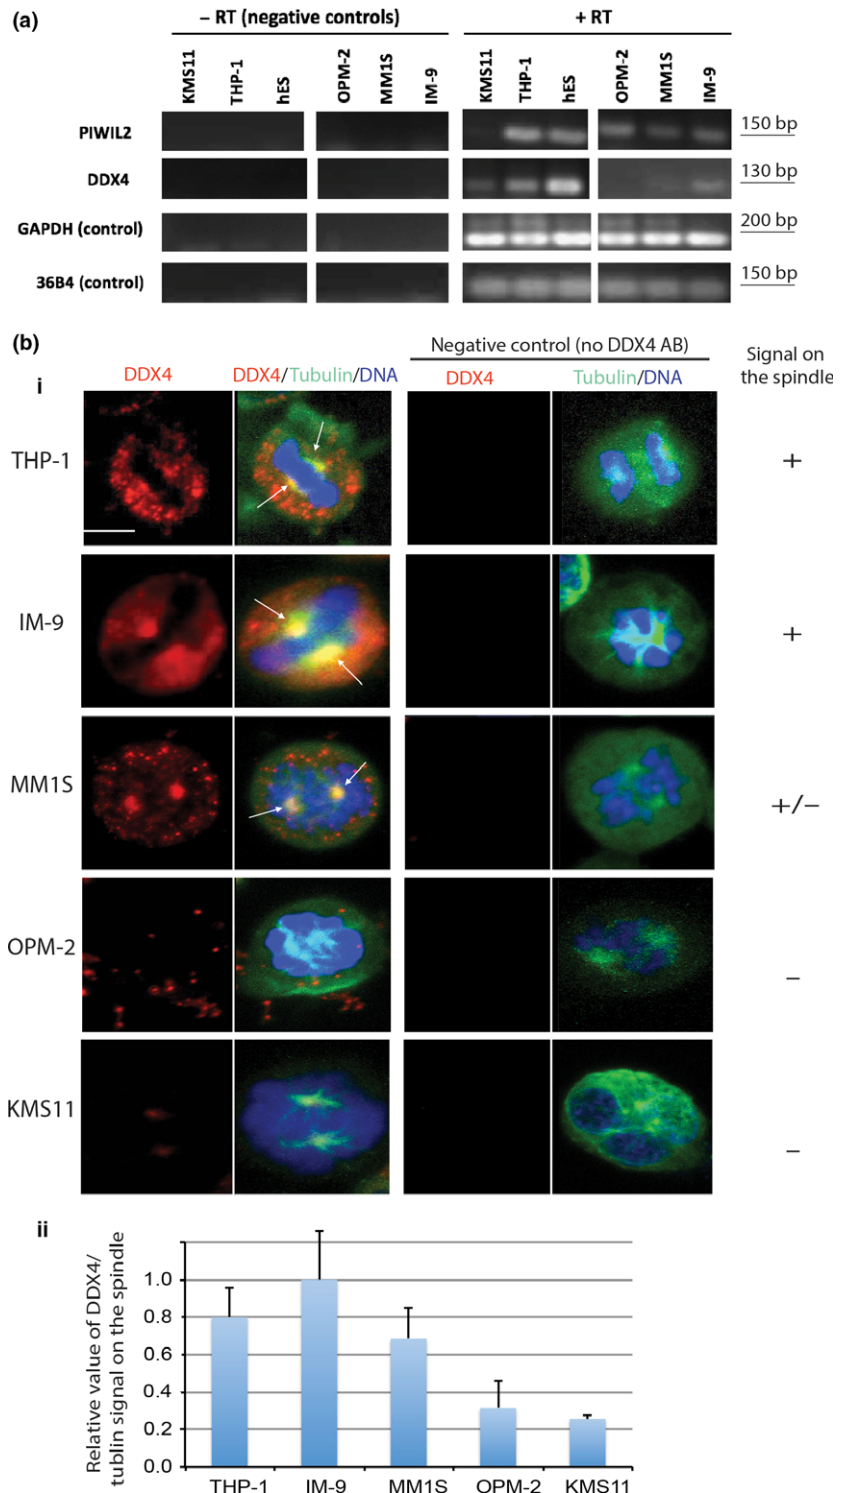 (a)
– RT (negative controls)
+ RT
KMS11 THP-1 hES OPM-2 MM1S IM-9 KMS11 THP-1 hES OPM-2 MM1S IM-9
PIWIL2 150 bp
DDX4 130 bp
GAPDH (control) 200 bp
36B4 (control) 150 bp
(b)
Negative control (no DDX4 AB)
Signal on
the spindle
i
DDX4 DDX4/Tubulin/DNA DDX4 Tubulin/DNA
THP-1 +
IM-9 +
MM1S +/–
OPM-2 –
KMS11 –
ii
Relative value of DDX4/
tublin signal on the spindle
1.0
0.8
0.6
0.4
0.2
0.0
THP-1 IM-9 MM1S OPM-2 KMS11